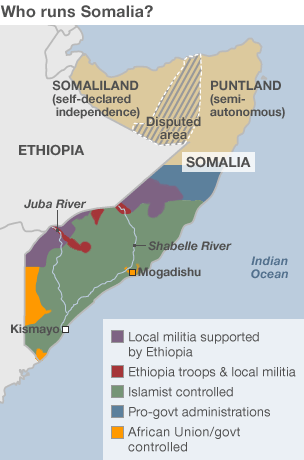 Who runs Somalia?
SOMALILAND
(self-declared
independence)
PUNTLAND
(semi-
autonomous)
Disputed
area
ETHIOPIA
SOMALIA
Juba River
Shabelle River
Indian
Ocean
Mogadishu
Kismayo
Local militia supported
by Ethiopia
Ethiopia troops & local militia
Islamist controlled
Pro-govt administrations
African Union/govt
controlled